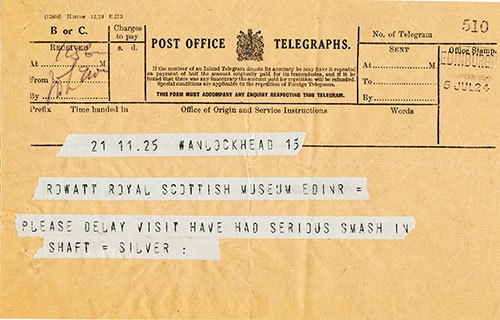 (12803) Harrow 12/23 K.225
B or C.
Charges to pay
s. d.
RECEIVED
At M
From
By
POST OFFICE TELEGRAPHS.
If the receiver of an Inland Telegram doubts its accuracy he may have it repeated
on payment of half the amount originally paid for its transmission, and if it be
found that there was any inaccuracy the amount paid for repetition will be refunded.
Special conditions are applicable to the repetition of Foreign Telegrams.
THIS FORM MUST ACCOMPANY ANY ENQUIRY RESPECTING THIS TELEGRAM.
No. of Telegram
510
SENT
At M
To
By
Office Stamp.
EDINBURGH
5 JUL 24
Prefix Time handed in Office of Origin and Service Instructions Words
21 11.25 WANLOCKHEAD 13
ROWATT ROYAL SCOTTISH MUSEUM EDINR =
PLEASE DELAY VISIT HAVE HAD SERIOUS SMASH IN
SHAFT = SILVER :